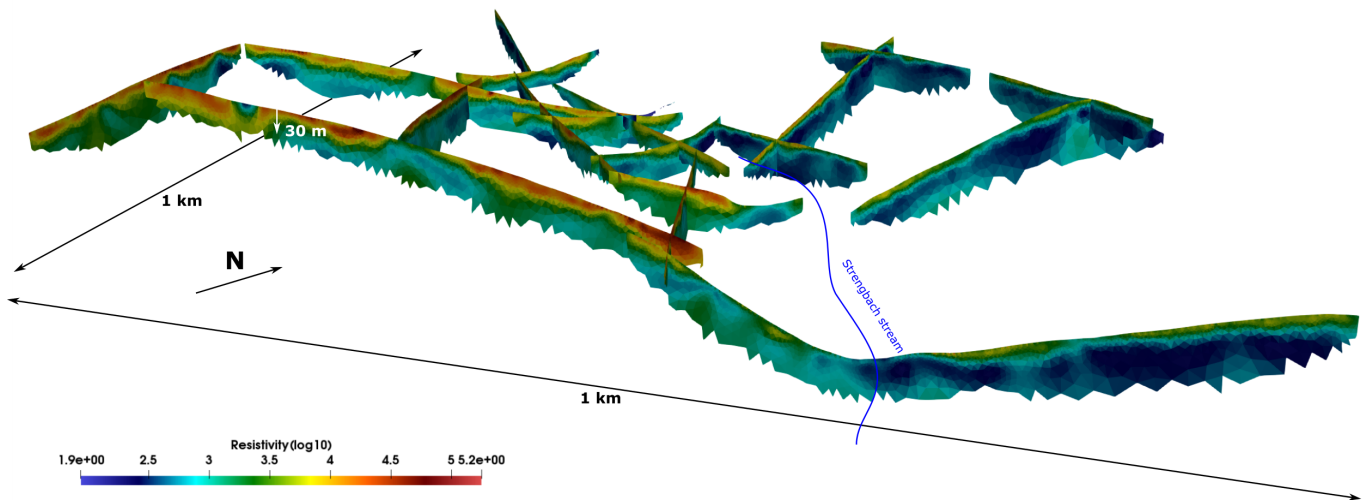 30 m
1 km
N
Strengbach stream
1 km
Resistivity(log10)
1.9e+00 2.5 3 3.5 4 4.5 5 5.2e+00